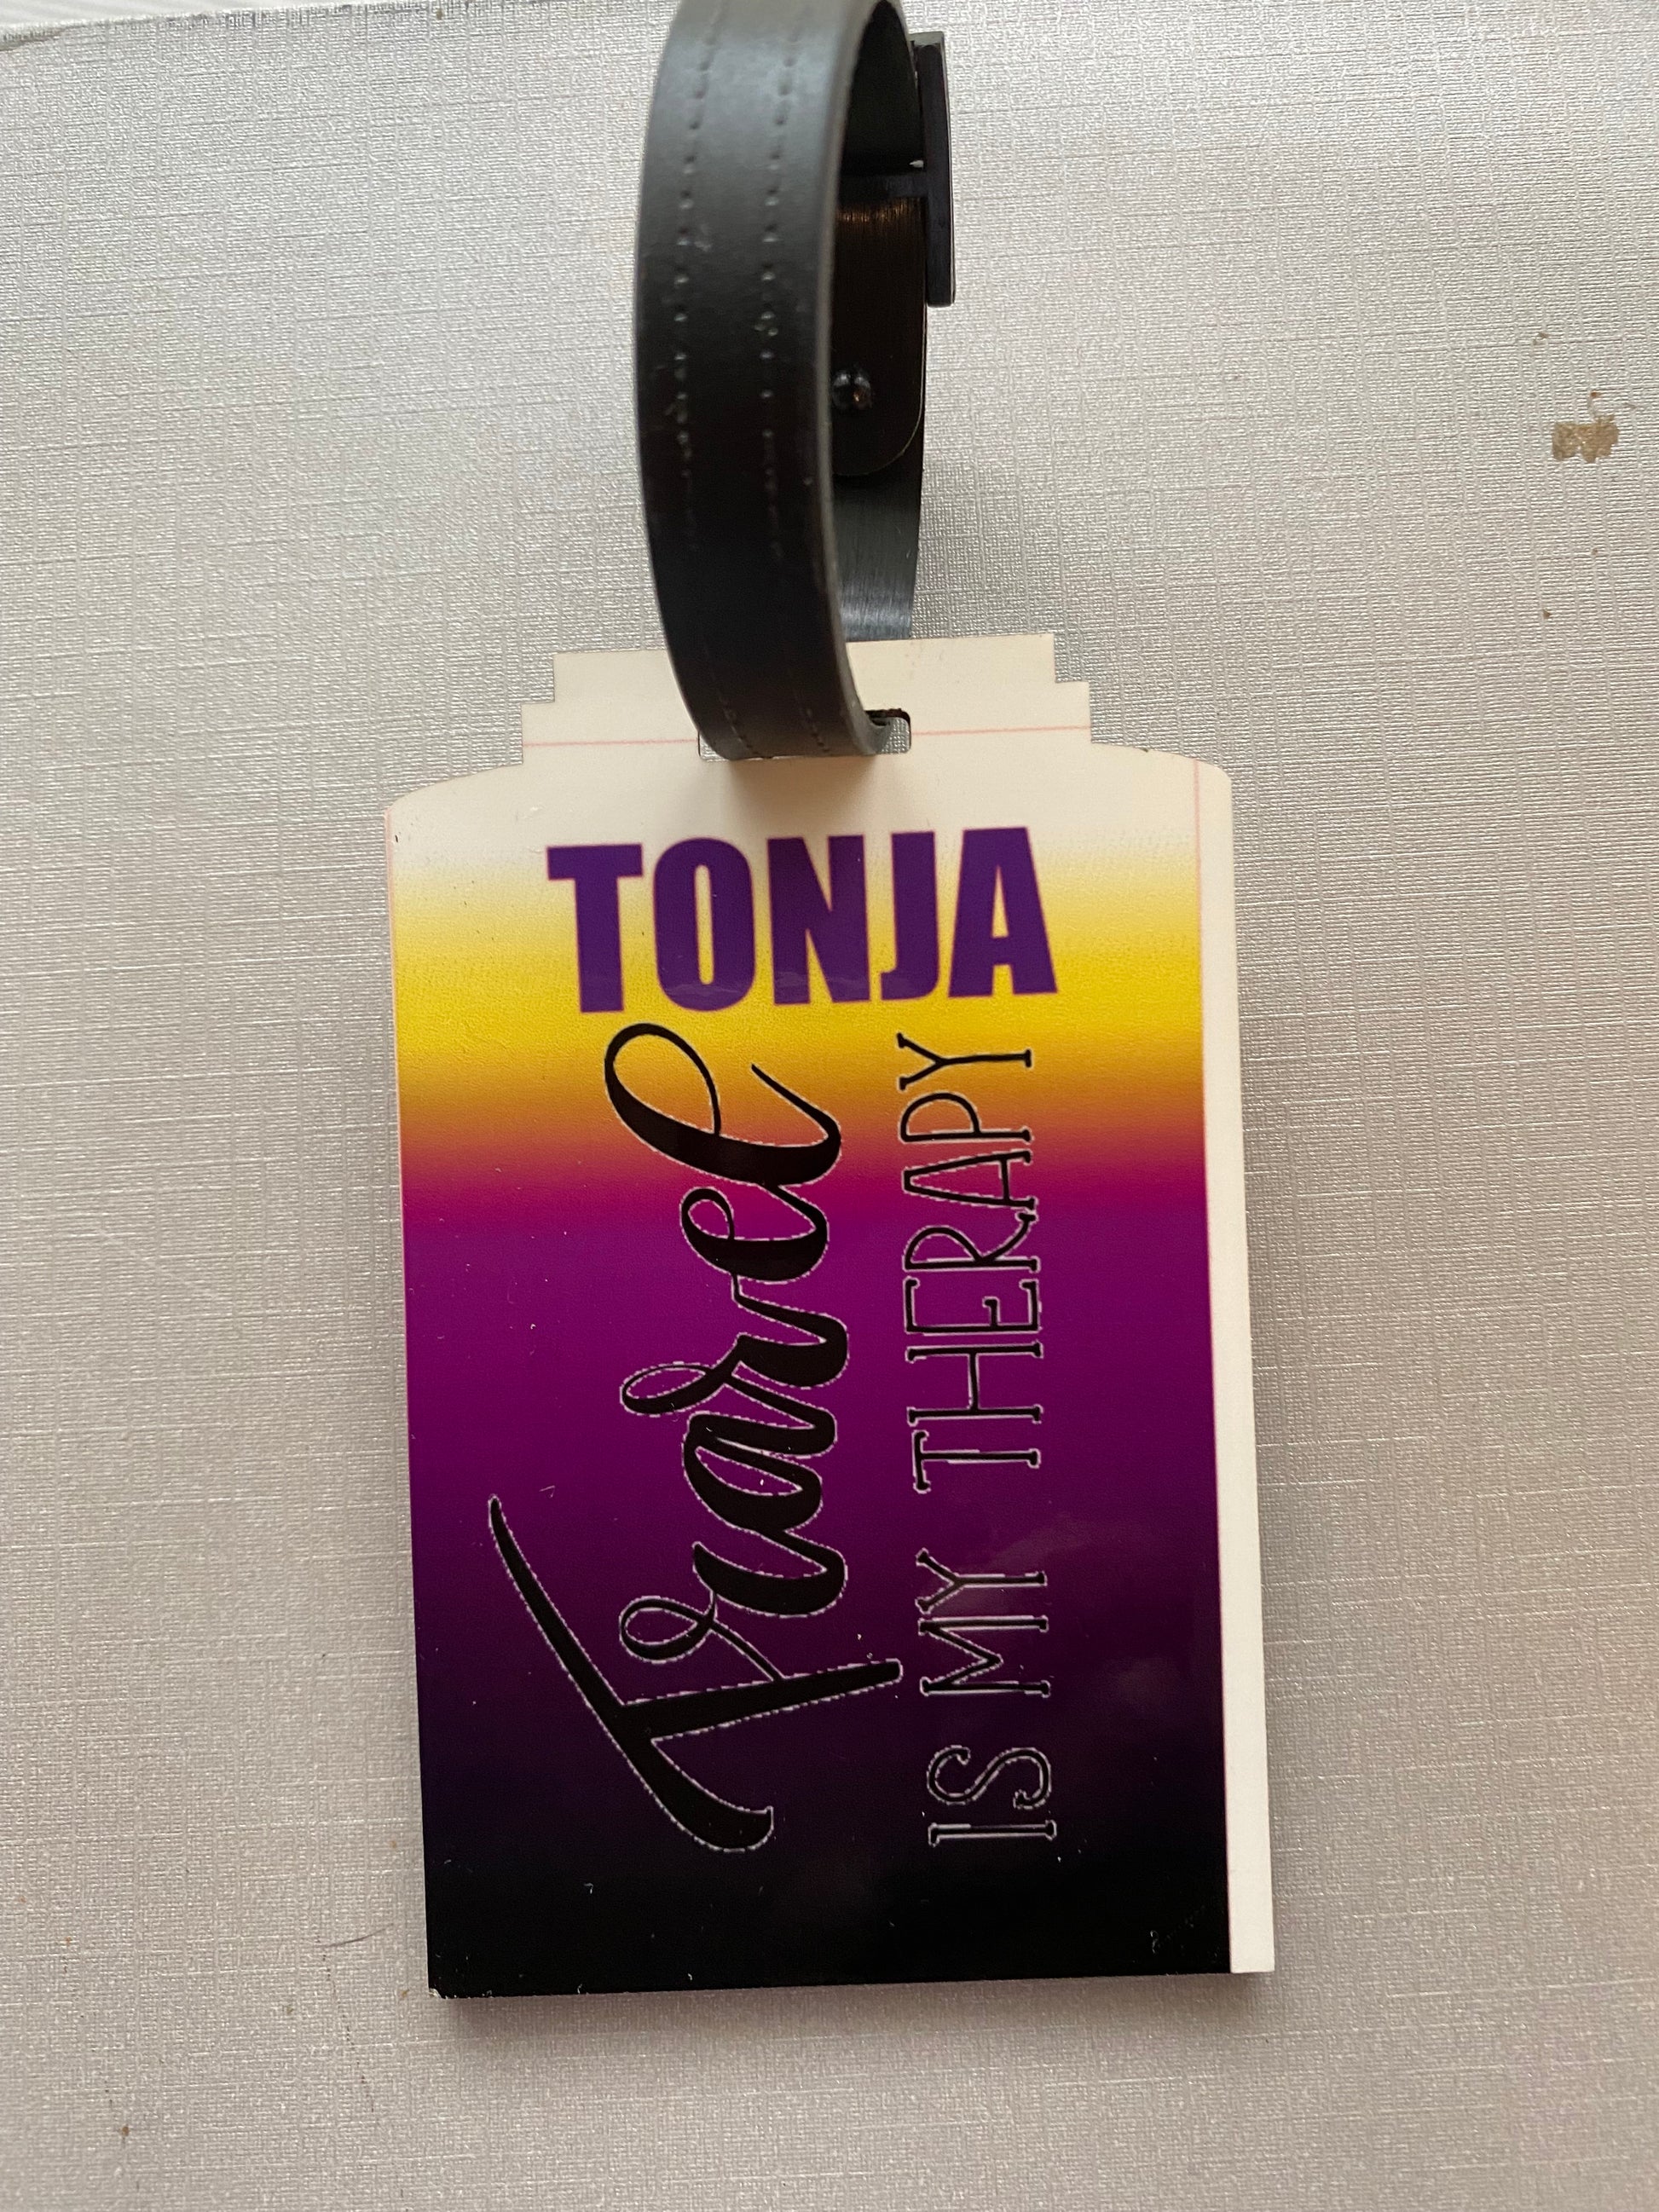 TONJA
Travel
IS MY THERAPY